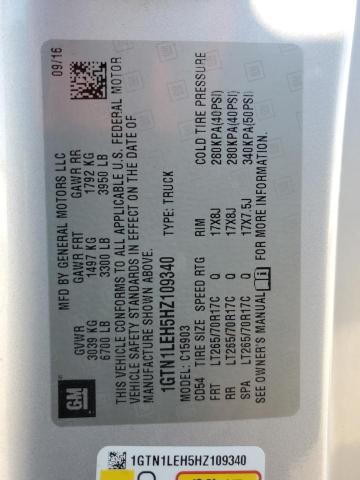 MFD BY GENERAL MOTORS LLC 09/16
GVWR GAWR FRT GAWR RR
3039 KG 1497 KG 1792 KG
6700 LB 3300 LB 3950 LB
THIS VEHICLE CONFORMS TO ALL APPLICABLE U.S. FEDERAL MOTOR
VEHICLE SAFETY STANDARDS IN EFFECT ON THE DATE OF
MANUFACTURE SHOWN ABOVE.
1GTN1LEH5HZ109340 TYPE: TRUCK
GM
C15903
CD54 TIRE SIZE SPEED RTG RIM COLD TIRE PRESSURE
FRT LT265/70R17C Q 17X8J 280KPA(40PSI)
RR LT265/70R17C Q 17X8J 280KPA(40PSI)
SPA LT265/70R17C Q 17X7.5J 340KPA(50PSI)
SEE OWNER'S MANUAL FOR MORE INFORMATION.
1GTN1LEH5HZ109340